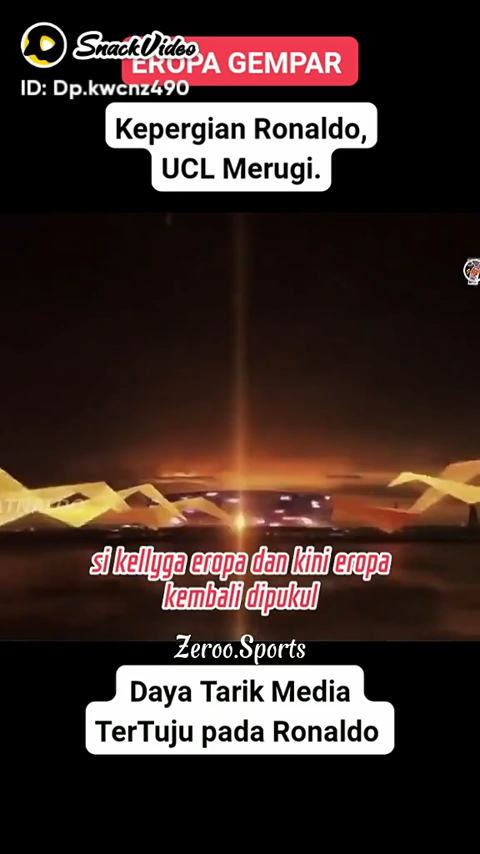 SnackVideo
EROPA GEMPAR
ID: Dp.kwcnz490
Kepergian Ronaldo,
UCL Merugi.
si kellyga eropa dan kini eropa
kembali dipukul
Zeroo.Sports
Daya Tarik Media
TerTuju pada Ronaldo